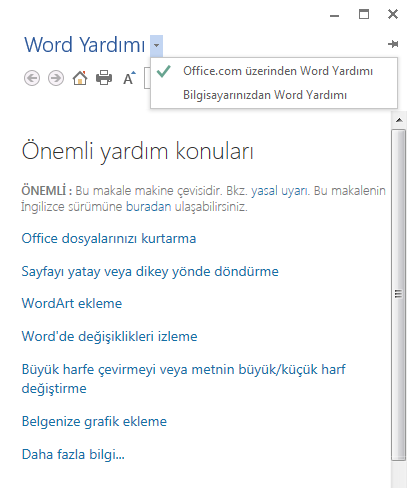 Word Yardımı
Office.com üzerinden Word Yardımı
Bilgisayarınızdan Word Yardımı
A
Önemli yardım konuları
ÖNEMLİ : Bu makale makine çevisidir. Bkz. yasal uyarı. Bu makalenin
İngilizce sürümüne buradan ulaşabilirsiniz.
Office dosyalarınızı kurtarma
Sayfayı yatay veya dikey yönde döndürme
WordArt ekleme
Word'de değişiklikleri izleme
Büyük harfe çevirmeyi veya metnin büyük/küçük harf
değiştirme
Belgenize grafik ekleme
Daha fazla bilgi...